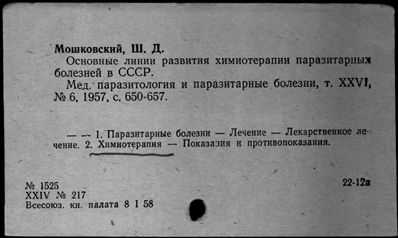 Мошковский, Ш. Д.
Основные линии развития химиотерапии паразитарных
болезней в СССР.
Мед. паразитология и паразитарные болезни, т. XXVI,
№ 6, 1957, с. 650-657.
— — 1. Паразитарные болезни — Лечение — Лекарственное ле-
чение. 2. Химиотерапия — Показания и противопоказания.
№ 1525
22-12а
XXIV № 217
Всесоюз. кн. палата 8 I 58